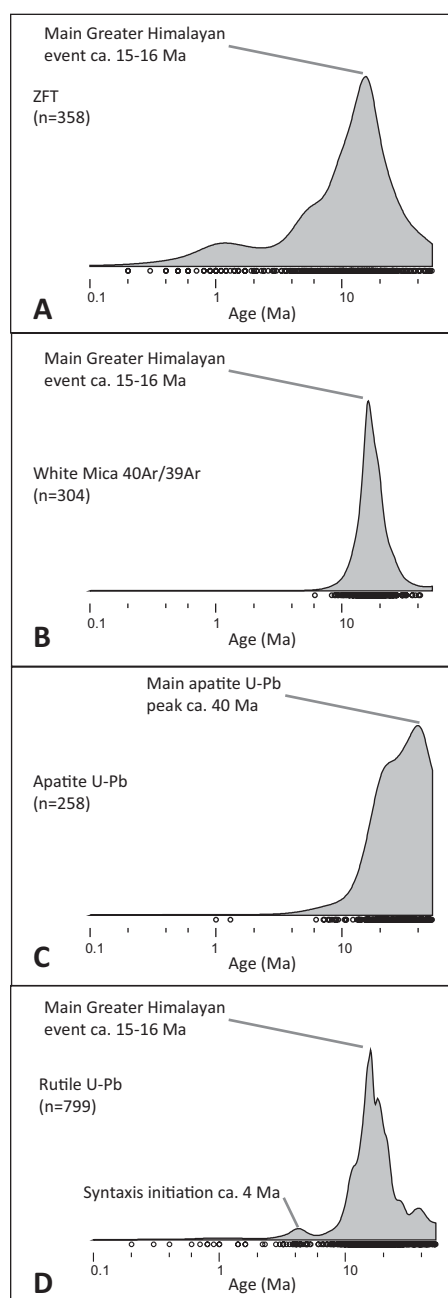 Main Greater Himalayan
event ca. 15-16 Ma
ZFT
(n=358)
0.1 1 10
Age (Ma)
A
Main Greater Himalayan
event ca. 15-16 Ma
White Mica 40Ar/39Ar
(n=304)
0.1 1 10
Age (Ma)
B
Main apatite U-Pb
peak ca. 40 Ma
Apatite U-Pb
(n=258)
0.1 1 10
Age (Ma)
C
Main Greater Himalayan
event ca. 15-16 Ma
Rutile U-Pb
(n=799)
Syntaxis initiation ca. 4 Ma
0.1 1 10
Age (Ma)
D